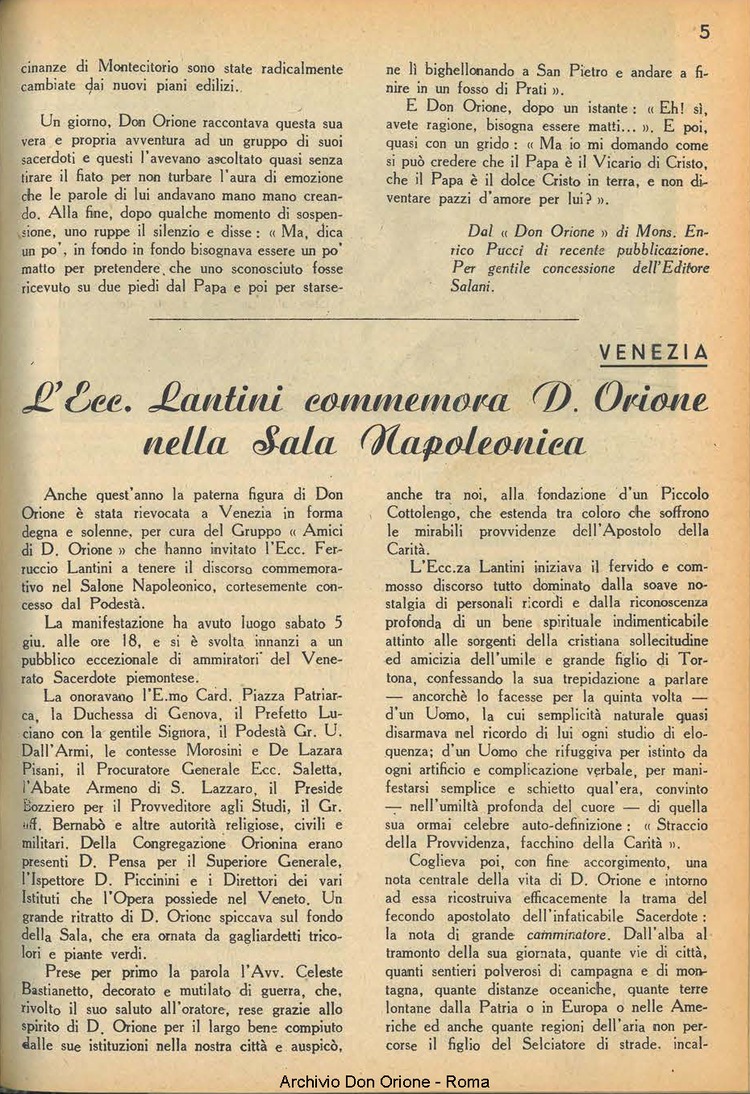 5
cinanze di Montecitorio sono state radicalmente
cambiate dai nuovi piani edilizi.
Un giorno, Don Orione raccontava questa sua
vera e propria avventura ad un gruppo di suoi
sacerdoti e questi l'avevano ascoltato quasi senza
tirare il fiato per non turbare l'aura di emozione
che le parole di lui andavano mano mano crean-
do. Alla fine, dopo qualche momento di sospen-
sione, uno ruppe il silenzio e disse : « Ma, dica
un po', in fondo in fondo bisognava essere un po'
matto per pretendere che uno sconosciuto fosse
ricevuto su due piedi dal Papa e poi per starse-
ne lì bighellonando a San Pietro e andare a fi-
nire in un fosso di Prati ».
E Don Orione, dopo un istante : « Eh! sì,
avete ragione, bisogna essere matti... ». E poi,
quasi con un grido : « Ma io mi domando come
si può credere che il Papa è il Vicario di Cristo,
che il Papa è il dolce Cristo in terra, e non di-
ventare pazzi d'amore per lui? ».
Dal « Don Orione » di Mons. En-
rico Pucci di recente pubblicazione.
Per gentile concessione dell'Editore
Salani.
VENEZIA
L'Ecc. Lantini commemora D. Orione
nella Sala Napoleonica
Anche quest'anno la paterna figura di Don
Orione è stata rievocata a Venezia in forma
degna e solenne, per cura del Gruppo « Amici
di D. Orione » che hanno invitato l'Ecc. Fer-
ruccio Lantini a tenere il discorso commemora-
tivo nel Salone Napoleonico, cortesemente con-
cesso dal Podestà.
La manifestazione ha avuto luogo sabato 5
giu. alle ore 18, e si è svolta innanzi a un
pubblico eccezionale di ammiratori del Vene-
rato Sacerdote piemontese.
La onoravano l'E.mo Card. Piazza Patriar-
ca, la Duchessa di Genova, il Prefetto Lu-
ciano con la gentile Signora, il Podestà Gr. U.
Dall'Armi, le contesse Morosini e De Lazara
Pisani, il Procuratore Generale Ecc. Saletta,
l'Abate Armeno di S. Lazzaro, il Preside
Bozziero per il Provveditore agli Studi, il Gr.
uff. Bernabò e altre autorità religiose, civili e
militari. Della Congregazione Orionina erano
presenti D. Pensa per il Superiore Generale,
l'Ispettore D. Piccinini e i Direttori dei vari
Istituti che l'Opera possiede nel Veneto. Un
grande ritratto di D. Orione spiccava sul fondo
della Sala, che era ornata da gagliardetti trico-
lori e piante verdi.
Prese per primo la parola l'Avv. Celeste
Bastianetto, decorato e mutilato di guerra, che,
rivolto il suo saluto all'oratore, rese grazie allo
spirito di D. Orione per il largo bene compiuto
dalle sue istituzioni nella nostra città e auspicò,
anche tra noi, alla fondazione d'un Piccolo
Cottolengo, che estenda tra coloro che soffrono
le mirabili provvidenze dell'Apostolo della
Carità.
L'Ecc.za Lantini iniziava il fervido e com-
mosso discorso tutto dominato dalla soave no-
stalgia di personali ricordi e dalla riconoscenza
profonda di un bene spirituale indimenticabile
attinto alle sorgenti della cristiana sollecitudine
ed amicizia dell'umile e grande figlio di Tor-
tona, confessando la sua trepidazione a parlare
— ancorchè lo facesse per la quinta volta —
d'un Uomo, la cui semplicità naturale quasi
disarmava nel ricordo di lui ogni studio di elo-
quenza; d'un Uomo che rifuggiva per istinto da
ogni artificio e complicazione verbale, per mani-
festarsi semplice e schietto qual'era, convinto
— nell'umiltà profonda del cuore — di quella
sua ormai celebre auto-definizione : « Straccio
della Provvidenza, facchino della Carità ».
Coglieva poi, con fine accorgimento, una
nota centrale della vita di D. Orione e intorno
ad essa ricostruiva efficacemente la trama del
fecondo apostolato dell'infaticabile Sacerdote :
la nota di grande camminatore. Dall'alba al
tramonto della sua giornata, quante vie di città,
quanti sentieri polverosi di campagna e di mon-
tagna, quante distanze oceaniche, quante terre
lontane dalla Patria o in Europa o nelle Ame-
riche ed anche quante regioni dell'aria non per-
corse il figlio del Selciatore di strade, incal-
Archivio Don Orione - Roma